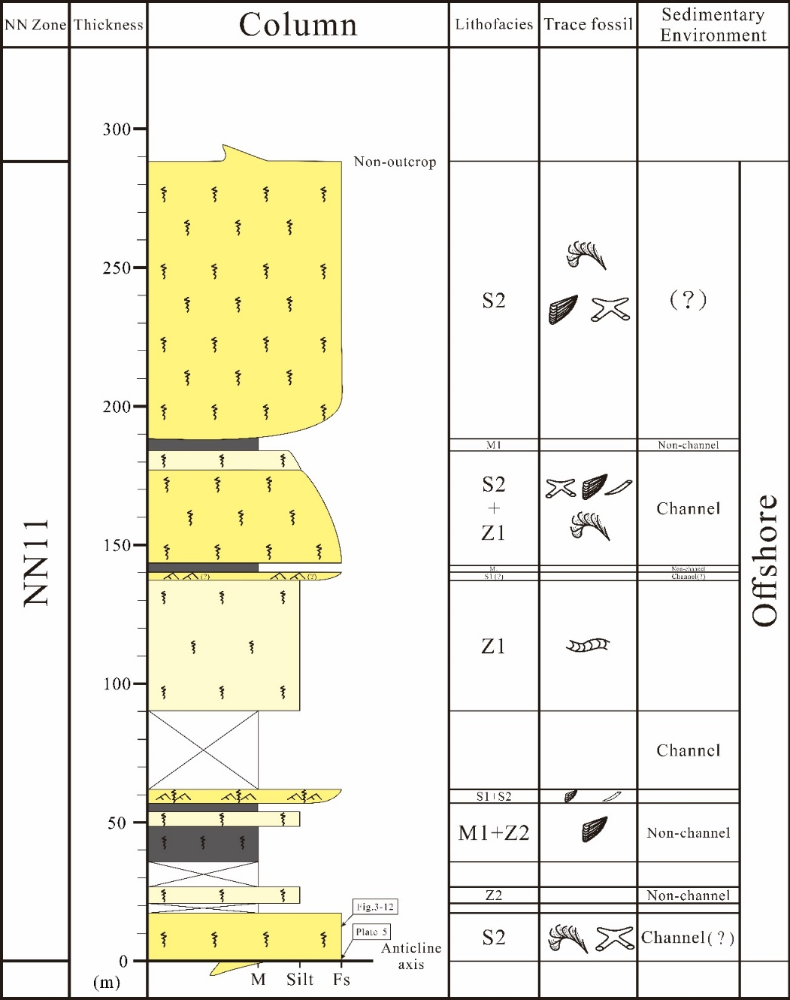 NN Zone
Thickness
Column
Lithofacies
Trace fossil
Sedimentary
Environment
300
Non-outcrop
250
S2
(?)
200
M1
Non-channel
S2
+
Z1
Channel
150
M1
Non-channel
(?)
(?)
S1(?)
Channel(?)
NN11
Offshore
Z1
100
Channel
S1+S2
50
M1+Z2
Non-channel
Z2
Non-channel
Fig.3-12
Plate 5
S2
Channel(?)
Anticline
axis
0
(m)
M
Silt
Fs